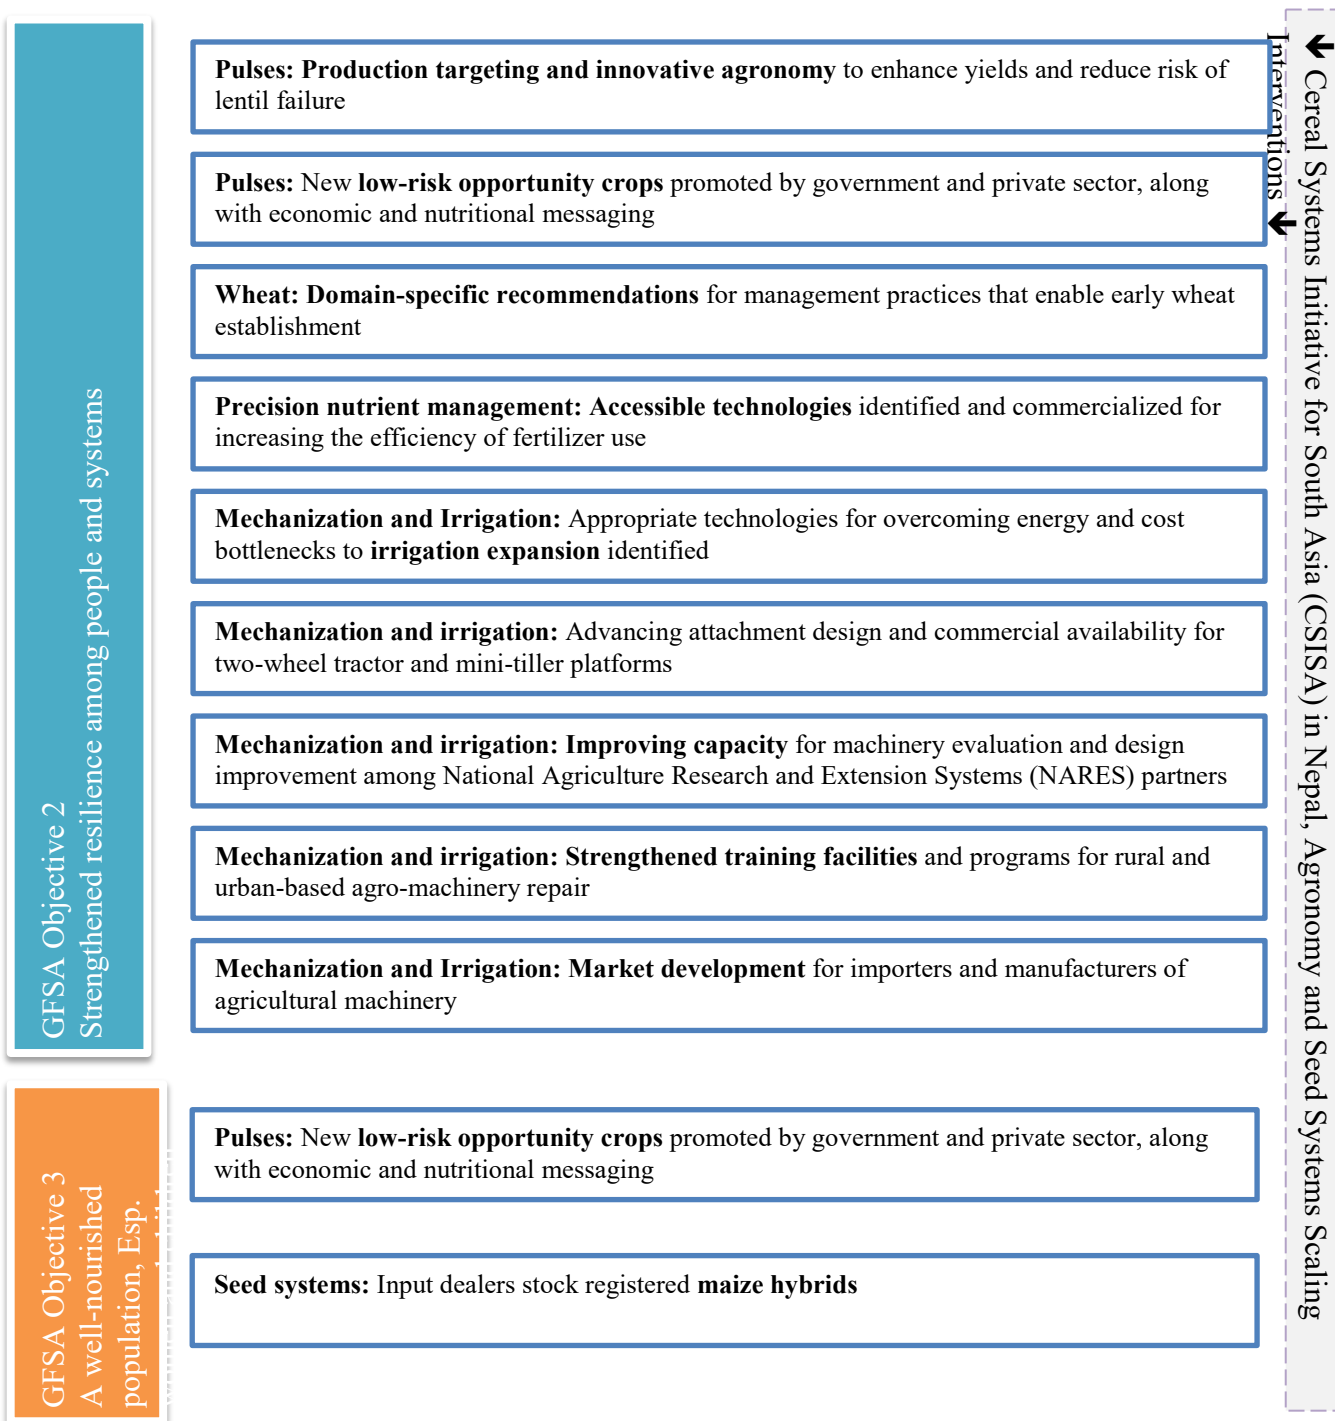 GFSA Objective 2
Strengthened resilience among people and systems
Pulses: Production targeting and innovative agronomy to enhance yields and reduce risk of
lentil failure
Pulses: New low-risk opportunity crops promoted by government and private sector, along
with economic and nutritional messaging
Wheat: Domain-specific recommendations for management practices that enable early wheat
establishment
Precision nutrient management: Accessible technologies identified and commercialized for
increasing the efficiency of fertilizer use
Mechanization and Irrigation: Appropriate technologies for overcoming energy and cost
bottlenecks to irrigation expansion identified
Mechanization and irrigation: Advancing attachment design and commercial availability for
two-wheel tractor and mini-tiller platforms
Mechanization and irrigation: Improving capacity for machinery evaluation and design
improvement among National Agriculture Research and Extension Systems (NARES) partners
Mechanization and irrigation: Strengthened training facilities and programs for rural and
urban-based agro-machinery repair
Mechanization and Irrigation: Market development for importers and manufacturers of
agricultural machinery
GFSA Objective 3
A well-nourished
population, Esp.
Pulses: New low-risk opportunity crops promoted by government and private sector, along
with economic and nutritional messaging
Seed systems: Input dealers stock registered maize hybrids
🡸 Cereal Systems Initiative for South Asia (CSISA) in Nepal, Agronomy and Seed Systems Scaling
Interventions 🡸